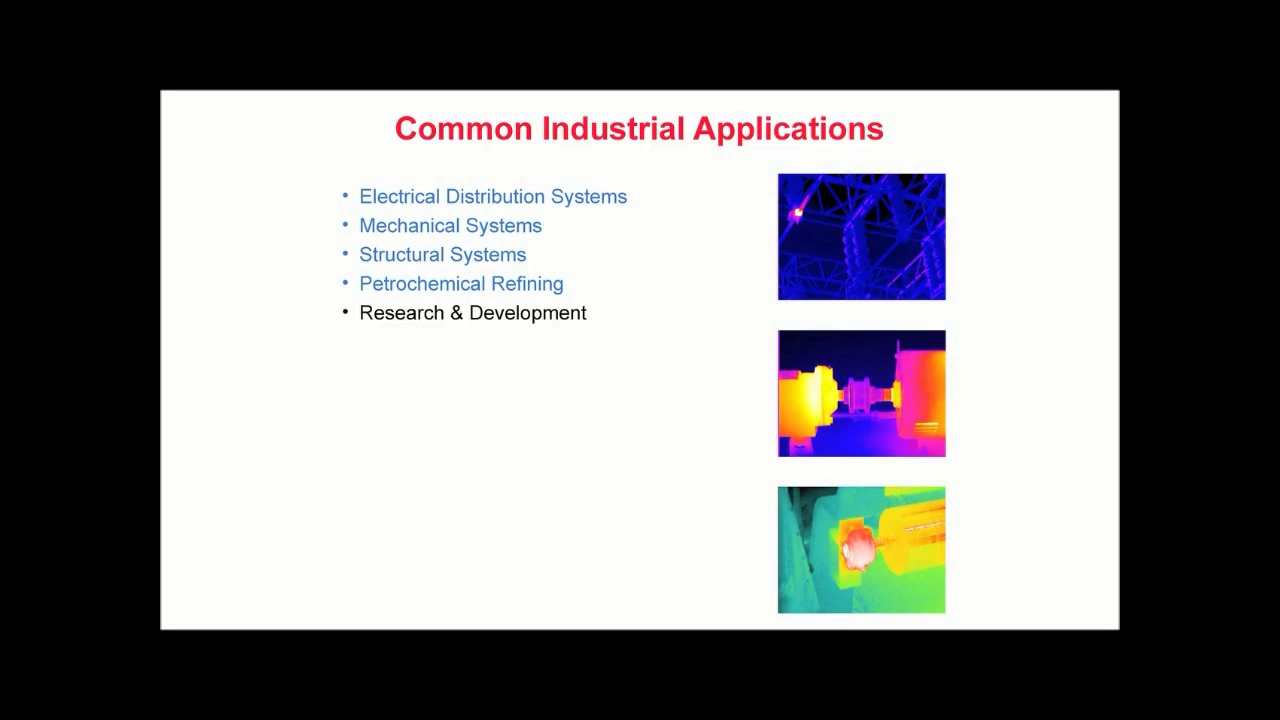 Common Industrial Applications
• Electrical Distribution Systems
• Mechanical Systems
• Structural Systems
• Petrochemical Refining
• Research & Development